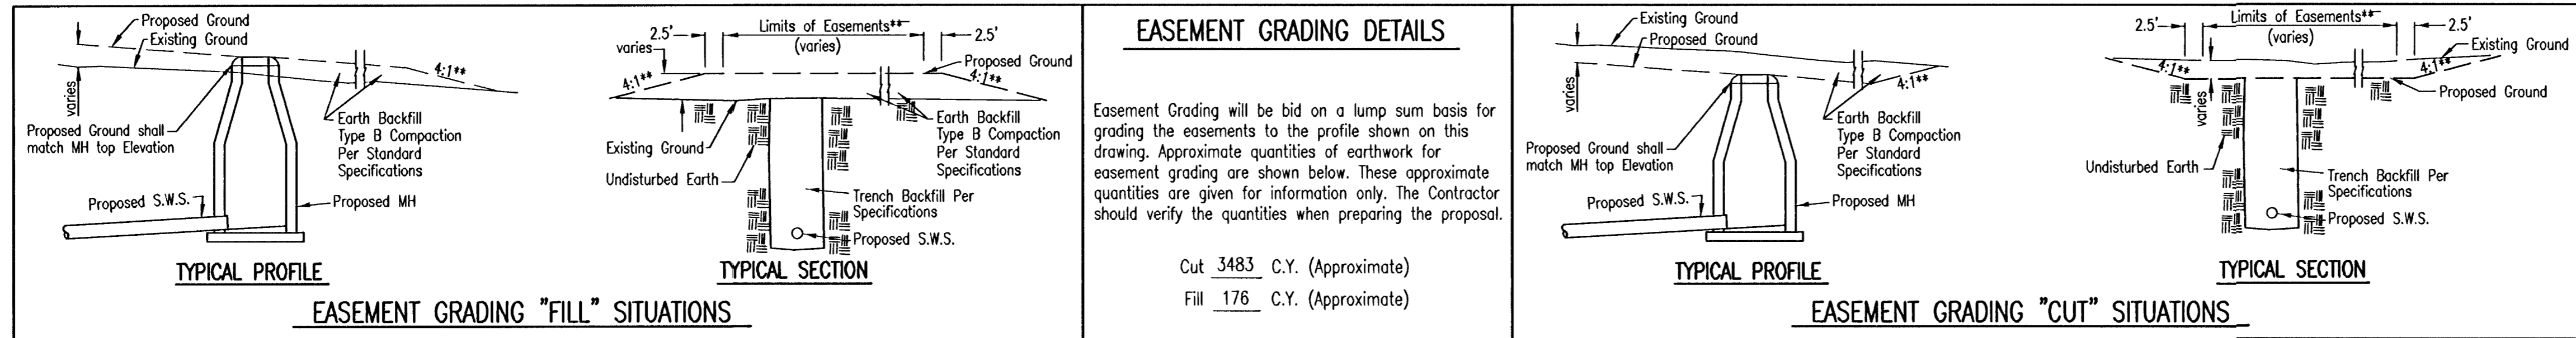 Proposed Ground
Existing Ground
varies
4:1**
Proposed Ground shall
match MH top Elevation
Earth Backfill
Type B Compaction
Per Standard
Specifications
Proposed S.W.S.
Proposed MH
TYPICAL PROFILE
2.5'
Limits of Easements**
(varies)
2.5'
varies
Proposed Ground
4:1**
4:1**
Earth Backfill
Type B Compaction
Per Standard
Specifications
Existing Ground
Undisturbed Earth
Trench Backfill Per
Specifications
Proposed S.W.S.
TYPICAL SECTION
EASEMENT GRADING "FILL" SITUATIONS
EASEMENT GRADING DETAILS
Easement Grading will be bid on a lump sum basis for
grading the easements to the profile shown on this
drawing. Approximate quantities of earthwork for
easement grading are shown below. These approximate
quantities are given for information only. The Contractor
should verify the quantities when preparing the proposal.
Cut 3483 C.Y. (Approximate)
Fill 176 C.Y. (Approximate)
Existing Ground
Proposed Ground
varies
4:1**
Proposed Ground shall
match MH top Elevation
Earth Backfill
Type B Compaction
Per Standard
Specifications
Proposed S.W.S.
Proposed MH
TYPICAL PROFILE
2.5'
Limits of Easements**
(varies)
2.5'
Existing Ground
4:1**
4:1**
varies
Proposed Ground
Undisturbed Earth
Trench Backfill Per
Specifications
Proposed S.W.S.
TYPICAL SECTION
EASEMENT GRADING "CUT" SITUATIONS